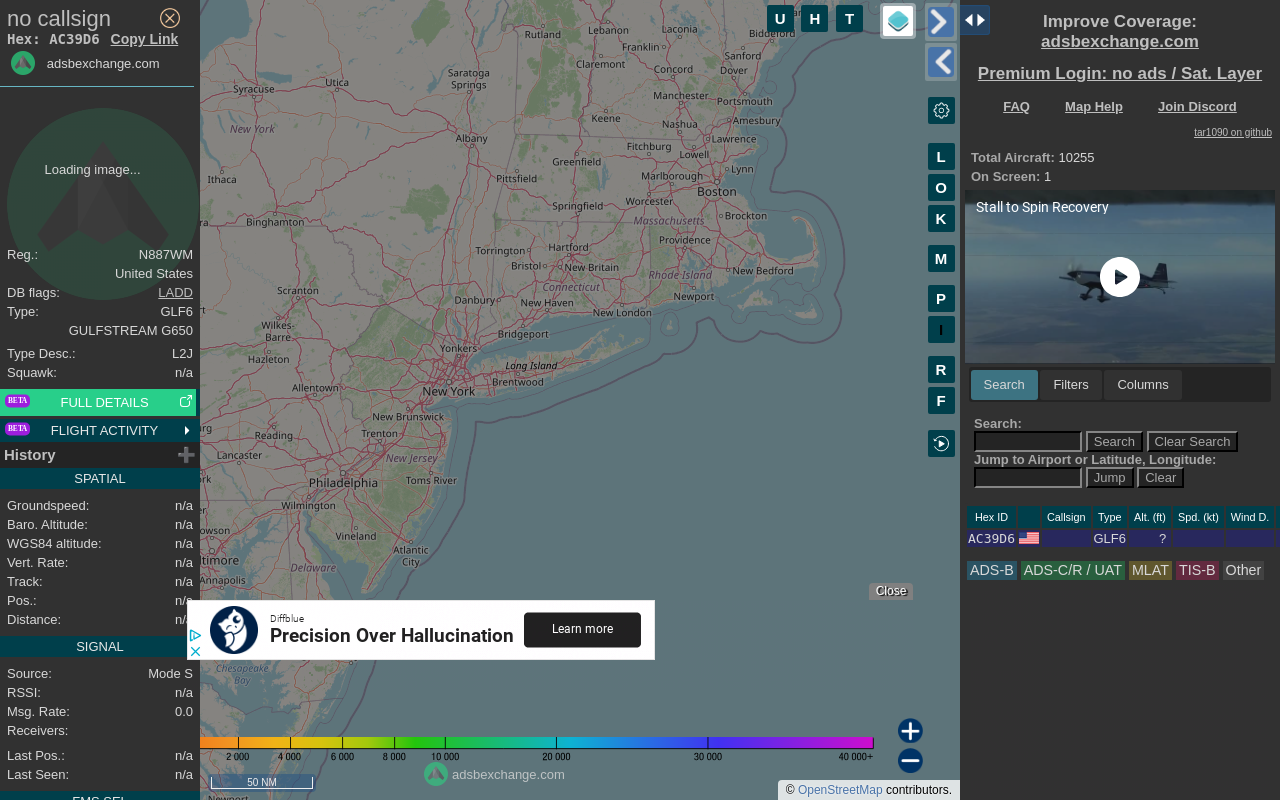 no callsign
Hex: AC39D6 Copy Link
adsbexchange.com
Loading image...
Reg.: N887WM
United States
DB flags: LADD
Type: GLF6
GULFSTREAM G650
Type Desc.: L2J
Squawk: n/a
BETA FULL DETAILS
BETA FLIGHT ACTIVITY
History
SPATIAL
Groundspeed: n/a
Baro. Altitude: n/a
WGS84 altitude: n/a
Vert. Rate: n/a
Track: n/a
Pos.: n/a
Distance: n/a
SIGNAL
Source: Mode S
RSSI: n/a
Msg. Rate: 0.0
Receivers:
Last Pos.: n/a
Last Seen: n/a
FMS SEL
U H T
L
O
K
M
P
I
R
F
Rutland
Lebanon
Laconia
Biddeford
Franklin
Sanford
Claremont
Concord
Dover
Utica
Saratoga
Springs
Syracuse
Manchester
Portsmouth
Keene
Amesbury
New York
Nashua
Albany
Lawrence
Fitchburg
Lowell
Greenfield
Lynn
Ithaca
Pittsfield
Marlborough
Boston
Worcester
Springfield
Massachusetts
Brockton
Binghamton
Providence
Torrington
Hartford
Bristol
New Britain
New Bedford
Rhode Island
Connecticut
Scranton
Danbury
New Haven
Newport
New London
Wilkes-
Barre
Bridgeport
Hazleton
Yonkers
Long Island
Allentown
New York
Brentwood
New Brunswick
Reading
Trenton
Lancaster
New Jersey
Philadelphia
Toms River
Wilmington
Vineland
Atlantic
City
Annapolis
Delaware
Chesapeake
Bay
Close
Diffblue
Precision Over Hallucination
Learn more
2 000 4 000 6 000 8 000 10 000 20 000 30 000 40 000+
50 NM
adsbexchange.com
© OpenStreetMap contributors.
Improve Coverage:
adsbexchange.com
Premium Login: no ads / Sat. Layer
FAQ Map Help Join Discord
tar1090 on github
Total Aircraft: 10255
On Screen: 1
Stall to Spin Recovery
Search Filters Columns
Search:
Search Clear Search
Jump to Airport or Latitude, Longitude:
Jump Clear
Hex ID Callsign Type Alt. (ft) Spd. (kt) Wind D.
AC39D6 GLF6 ?
ADS-B ADS-C/R / UAT MLAT TIS-B Other